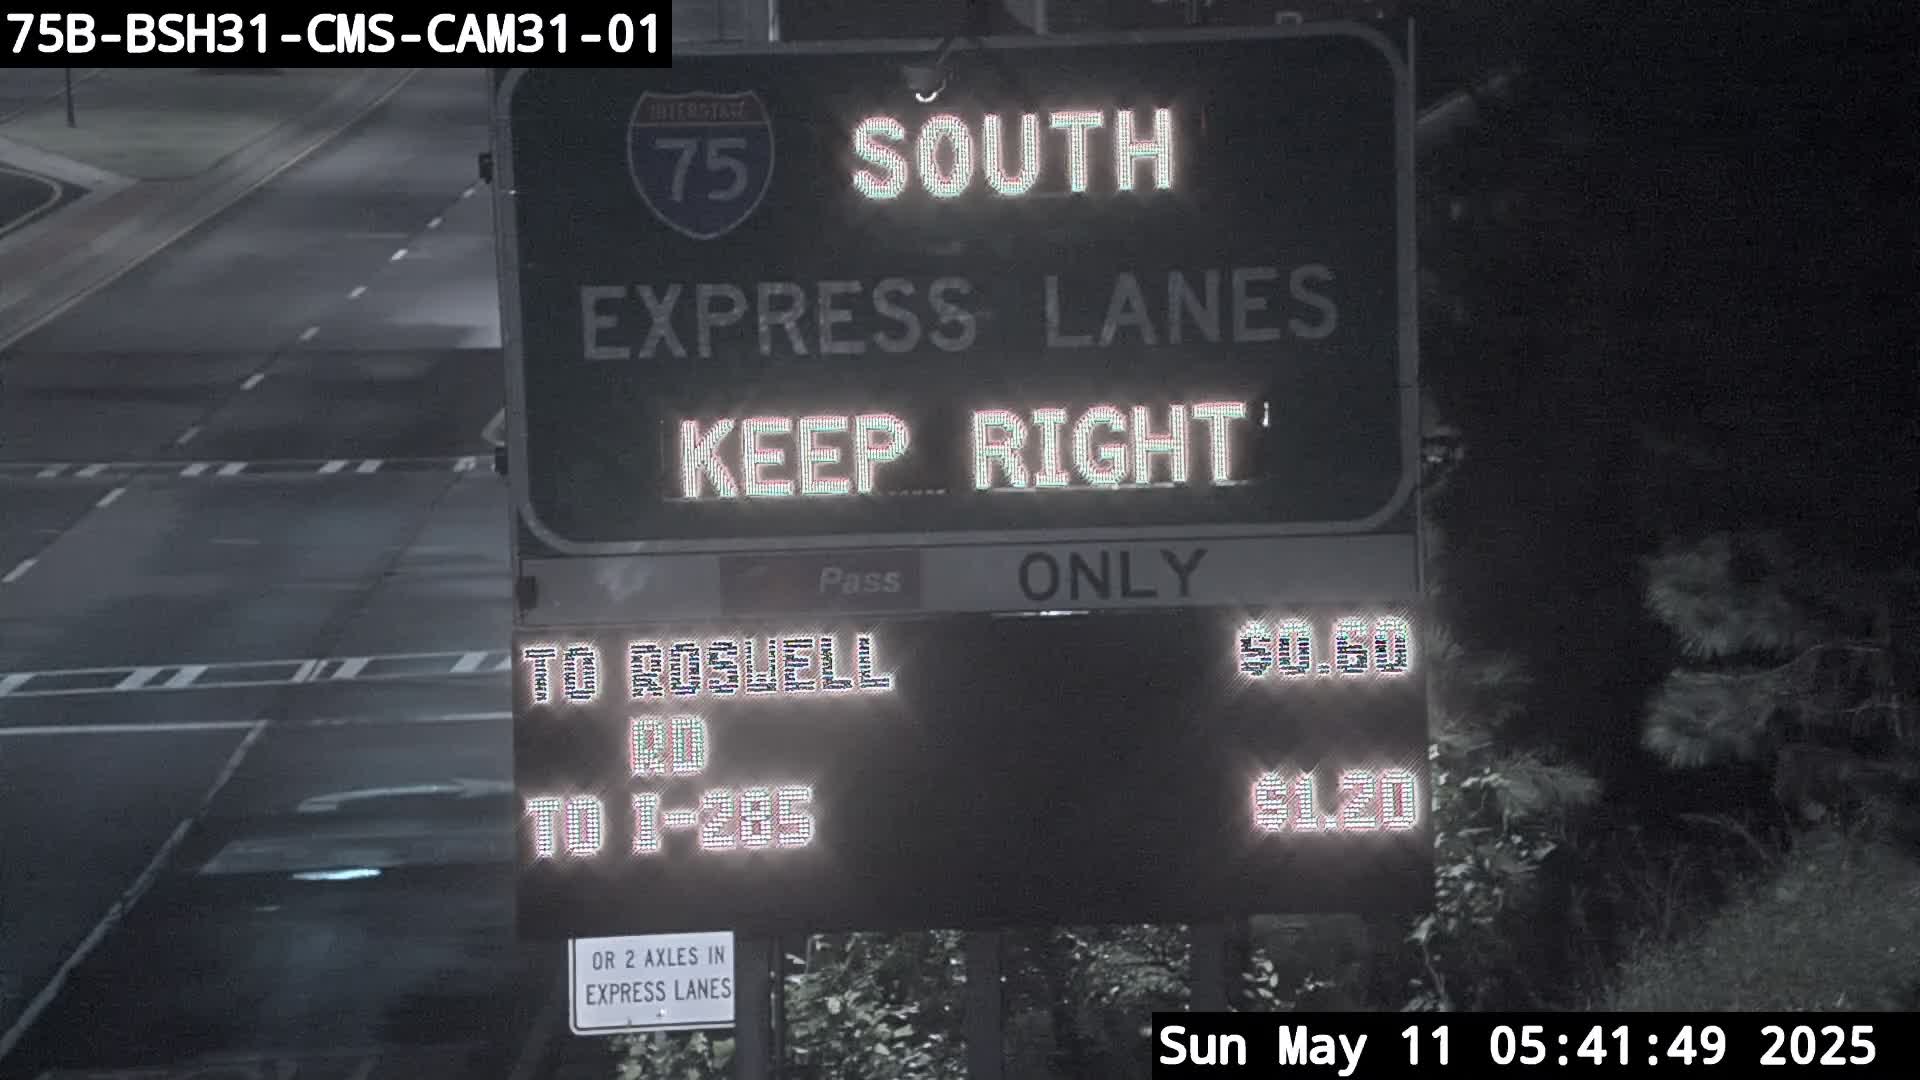 75B-BSH31-CMS-CAM31-01
INTERSTATE
75
SOUTH
EXPRESS LANES
KEEP RIGHT
Pass ONLY
TO ROSWELL $0.60
RD
TO I-285 $1.20
OR 2 AXLES IN
EXPRESS LANES
Sun May 11 05:41:49 2025